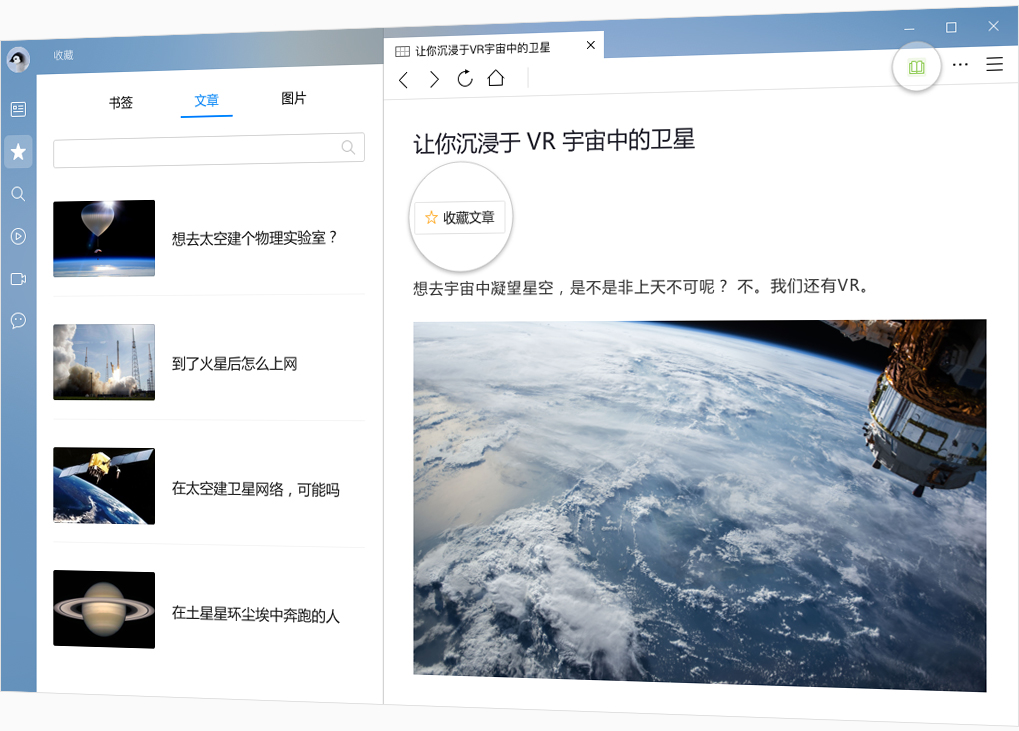 收藏
书签
文章
图片
想去太空建个物理实验室？
到了火星后怎么上网
在太空建卫星网络，可能吗
在土星星环尘埃中奔跑的人
让你沉浸于VR宇宙中的卫星
让你沉浸于 VR 宇宙中的卫星
收藏文章
想去宇宙中凝望星空，是不是非上天不可呢？ 不。我们还有VR。